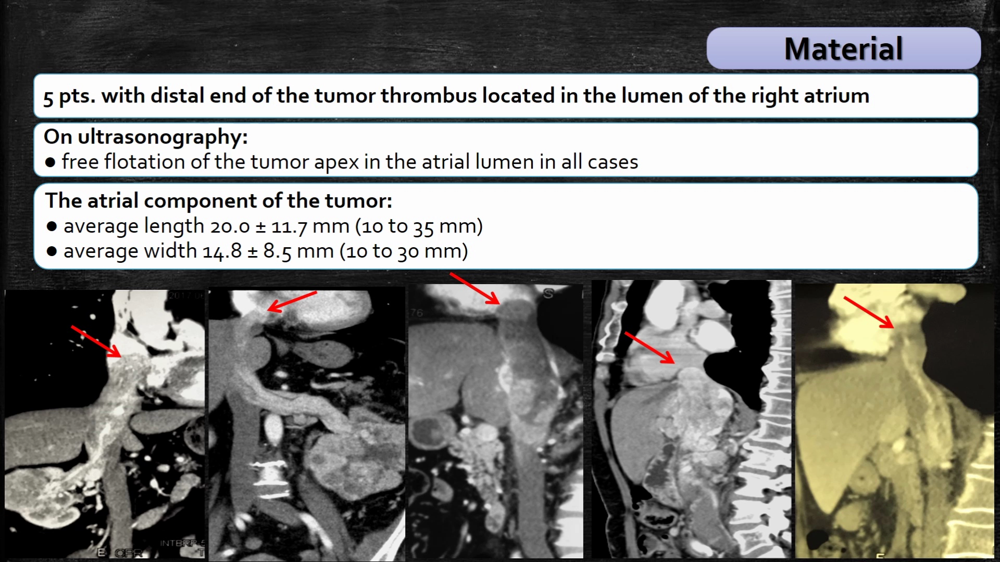 Material
5 pts. with distal end of the tumor thrombus located in the lumen of the right atrium
On ultrasonography:
● free flotation of the tumor apex in the atrial lumen in all cases
The atrial component of the tumor:
● average length 20.0 ± 11.7 mm (10 to 35 mm)
● average width 14.8 ± 8.5 mm (10 to 30 mm)
S
76
E CPR